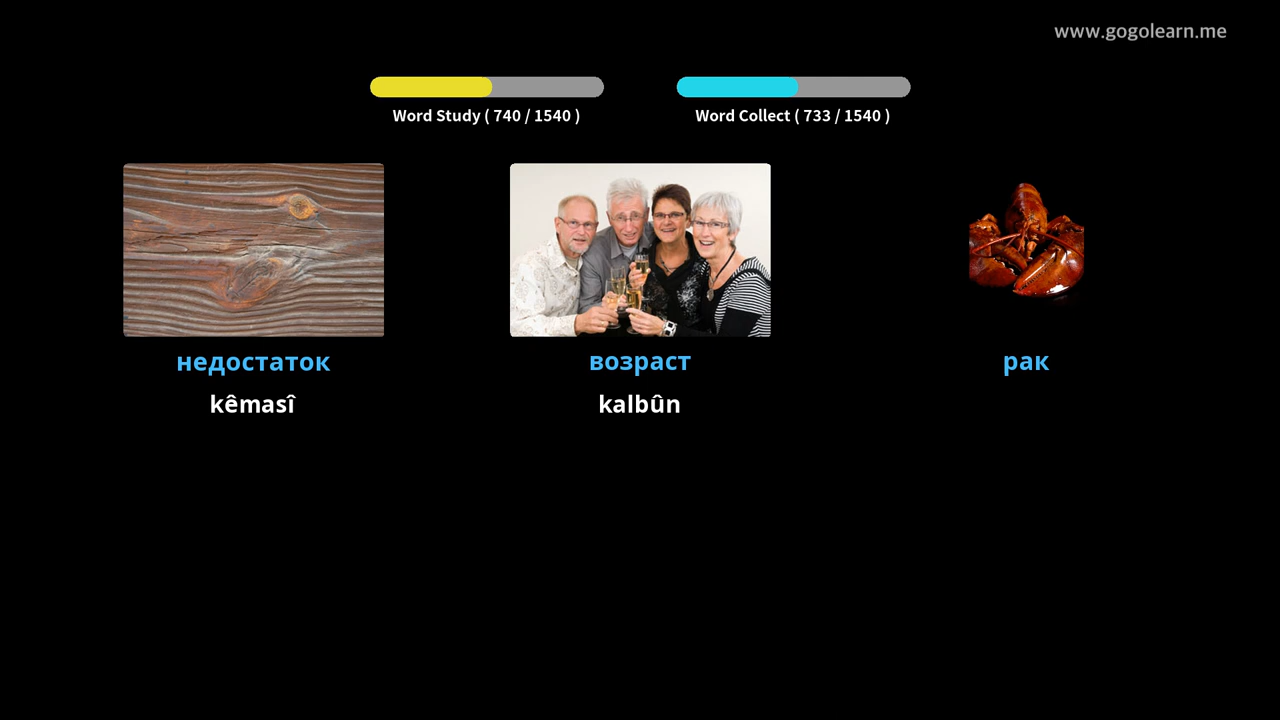 www.gogolearn.me
Word Study ( 740 / 1540 )
Word Collect ( 733 / 1540 )
недостаток
возраст
рак
kêmasî
kalbûn